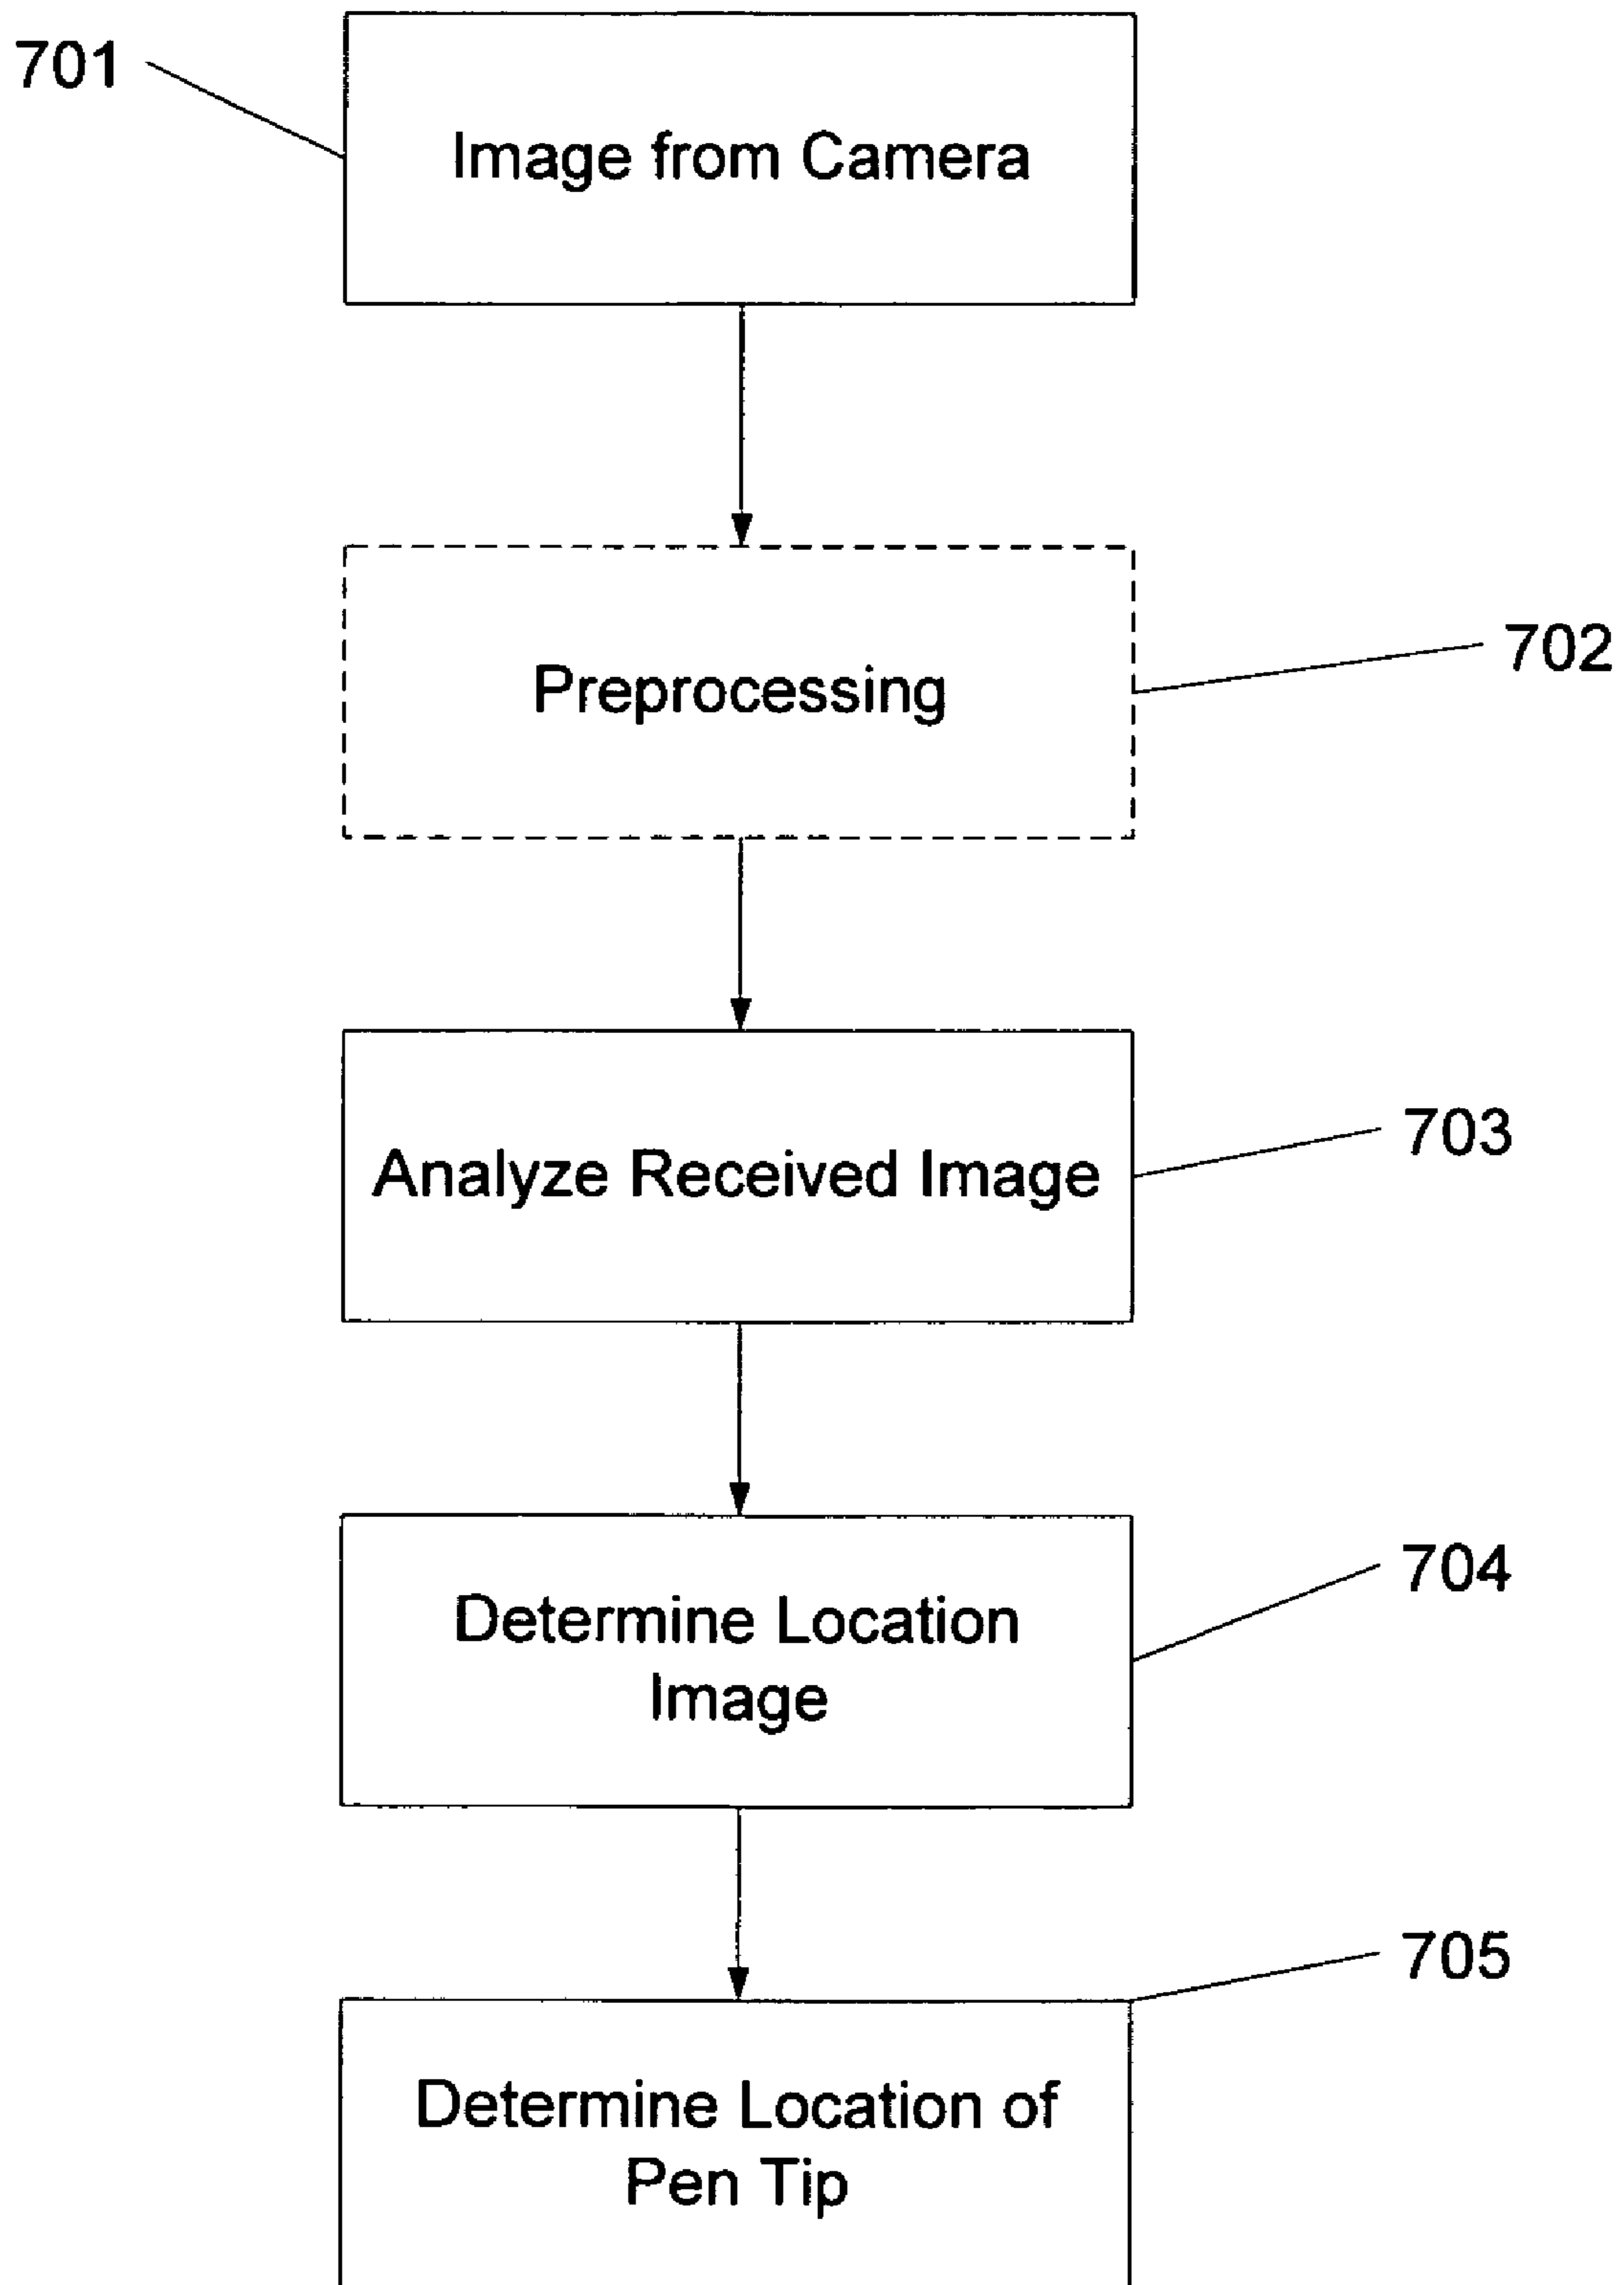 701
Image from Camera
702
Preprocessing
703
Analyze Received Image
704
Determine Location
Image
705
Determine Location of
Pen Tip